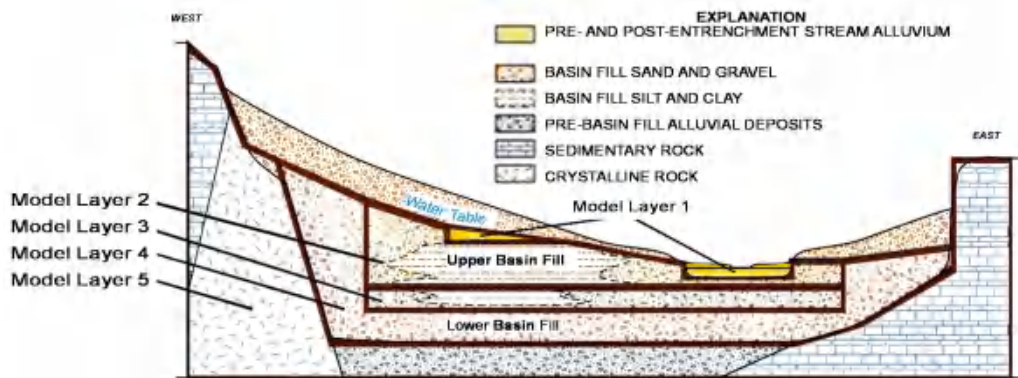 WEST
EXPLANATION
PRE- AND POST-ENTRENCHMENT STREAM ALLUVIUM
BASIN FILL SAND AND GRAVEL
BASIN FILL SILT AND CLAY
PRE-BASIN FILL ALLUVIAL DEPOSITS
SEDIMENTARY ROCK
CRYSTALLINE ROCK
EAST
Model Layer 2
Model Layer 3
Model Layer 4
Model Layer 5
Water Table
Model Layer 1
Upper Basin Fill
Lower Basin Fill